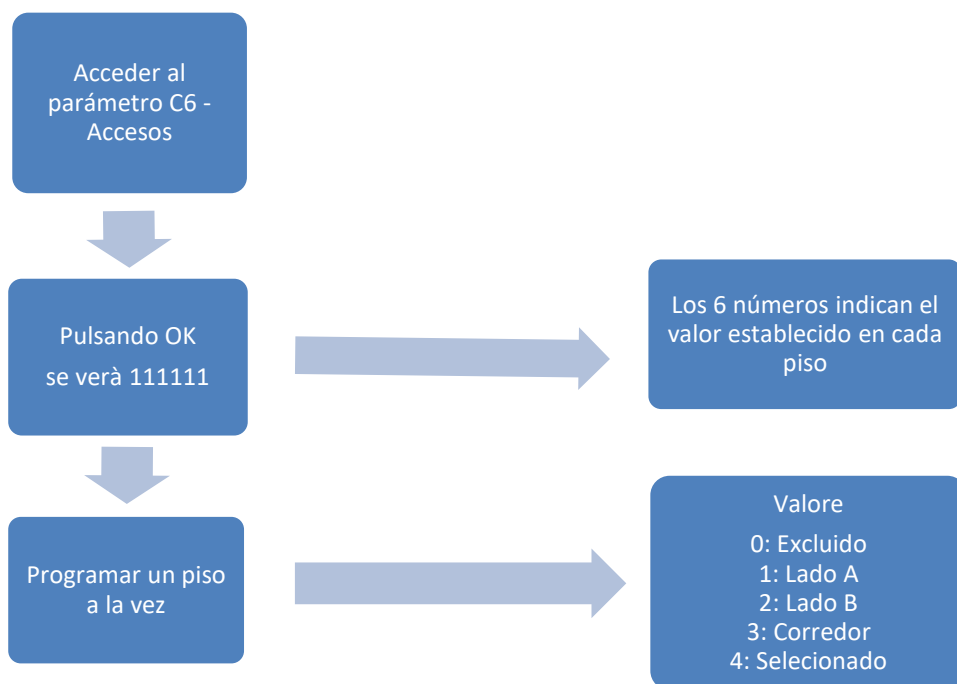 Acceder al
parámetro C6 -
Accesos
Pulsando OK
se verà 111111
Los 6 números indican el
valor establecido en cada
piso
Programar un piso
a la vez
Valore
0: Excluido
1: Lado A
2: Lado B
3: Corredor
4: Selecionado